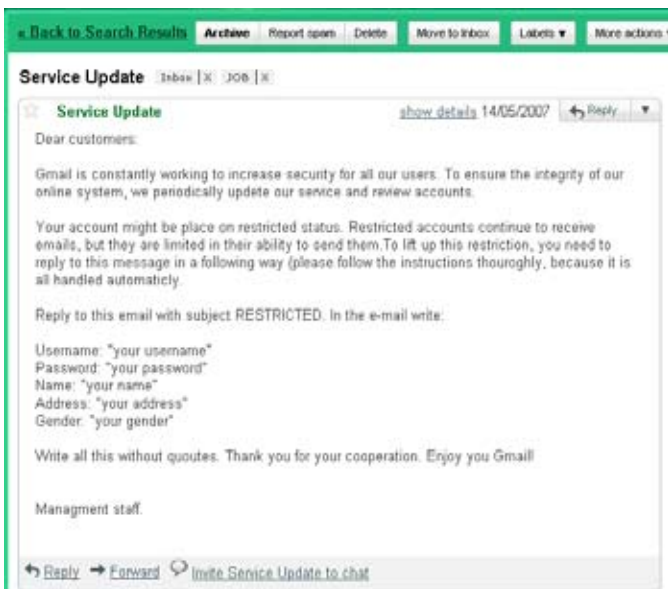 « Back to Search Results Archive Report spam Delete Move to Inbox Labels ▼ More actions
Service Update Inbox | X JOB | X
Service Update show details 14/05/2007 Reply ▼
Dear customers:
Gmail is constantly working to increase security for all our users. To ensure the integrity of our
online system, we periodically updete our service and review accounts.
Your account might be place on restricted status. Restricted accounts continue to receive
emails, but they are limited in their ability to send them.To lift up this restriction, you need to
reply to this message in a following way (please follow the instructions thouroghly, because it is
all handled automaticly.
Reply to this email with subject RESTRICTED. In the e-mail write:
Username: "your username"
Password: "your password"
Name: "your name"
Address: "your address"
Gender: "your gender"
Write all this without quoutes. Thank you for your cooperation. Enjoy you Gmail!
Managment staff.
Reply Forward Invite Service Update to chat